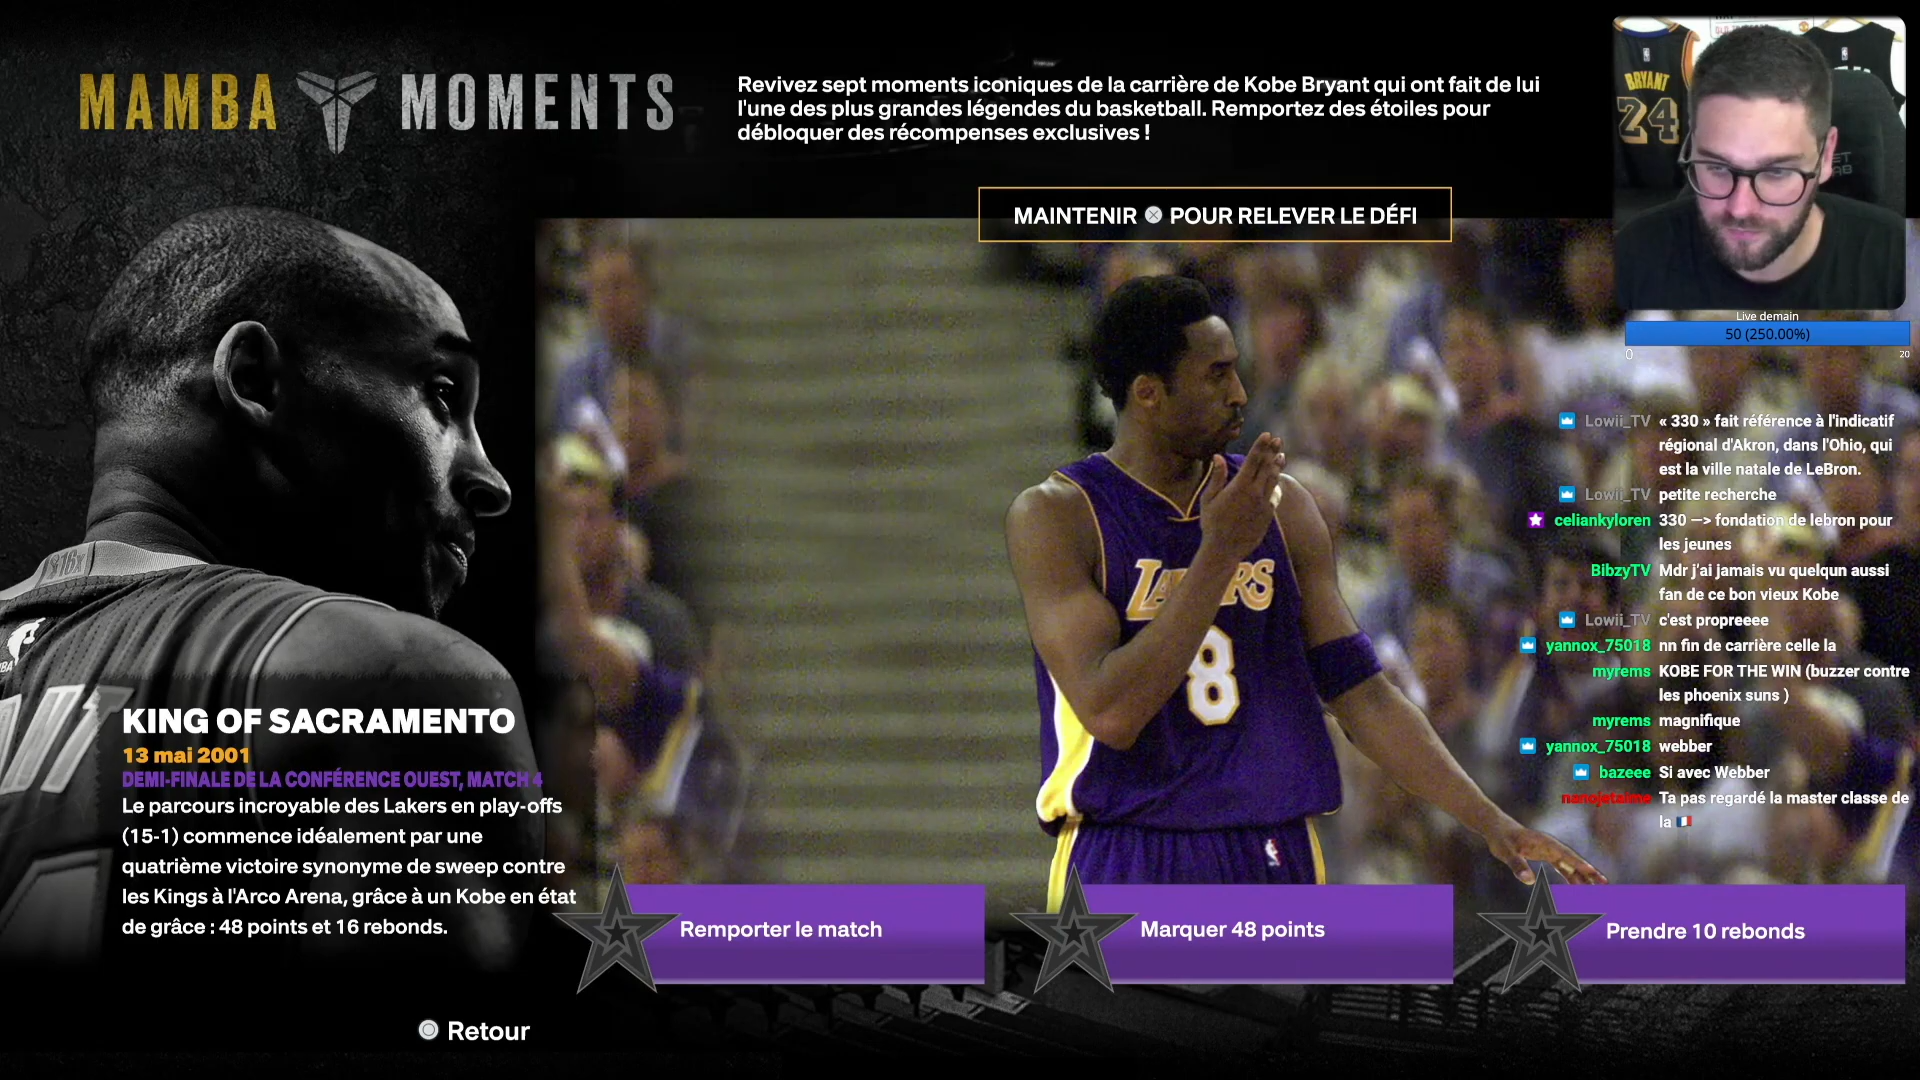 MAMBA MOMENTS
Revivez sept moments iconiques de la carrière de Kobe Bryant qui ont fait de lui
l'une des plus grandes légendes du basketball. Remportez des étoiles pour
débloquer des récompenses exclusives !
MAINTENIR POUR RELEVER LE DÉFI
BRYANT
24
Live demain
50 (250.00%)
0
20
Lowii_TV « 330 » fait référence à l'indicatif
régional d'Akron, dans l'Ohio, qui
est la ville natale de LeBron.
Lowii_TV petite recherche
celiankyloren 330 —> fondation de lebron pour
les jeunes
BibzyTV Mdr j'ai jamais vu quelqun aussi
fan de ce bon vieux Kobe
Lowii_TV c'est propreeee
yannox_75018 nn fin de carrière celle la
myrems KOBE FOR THE WIN (buzzer contre
les phoenix suns )
myrems magnifique
yannox_75018 webber
bazeee Si avec Webber
nanojetaime Ta pas regardé la master classe de
la
LAKERS
8
KING OF SACRAMENTO
13 mai 2001
DEMI-FINALE DE LA CONFÉRENCE OUEST, MATCH 4
Le parcours incroyable des Lakers en play-offs
(15-1) commence idéalement par une
quatrième victoire synonyme de sweep contre
les Kings à l'Arco Arena, grâce à un Kobe en état
de grâce : 48 points et 16 rebonds.
Remporter le match
Marquer 48 points
Prendre 10 rebonds
Retour